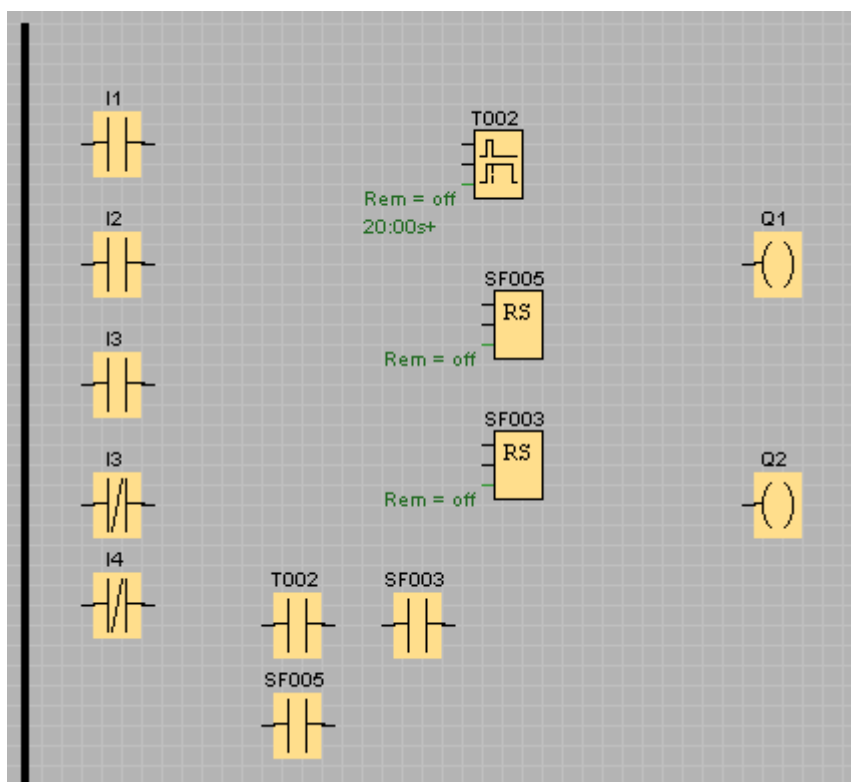 I1
T002
Rem = off
20:00s+
I2
Q1
SF005
RS
Rem = off
I3
SF003
RS
Rem = off
I3
Q2
I4
T002
SF003
SF005